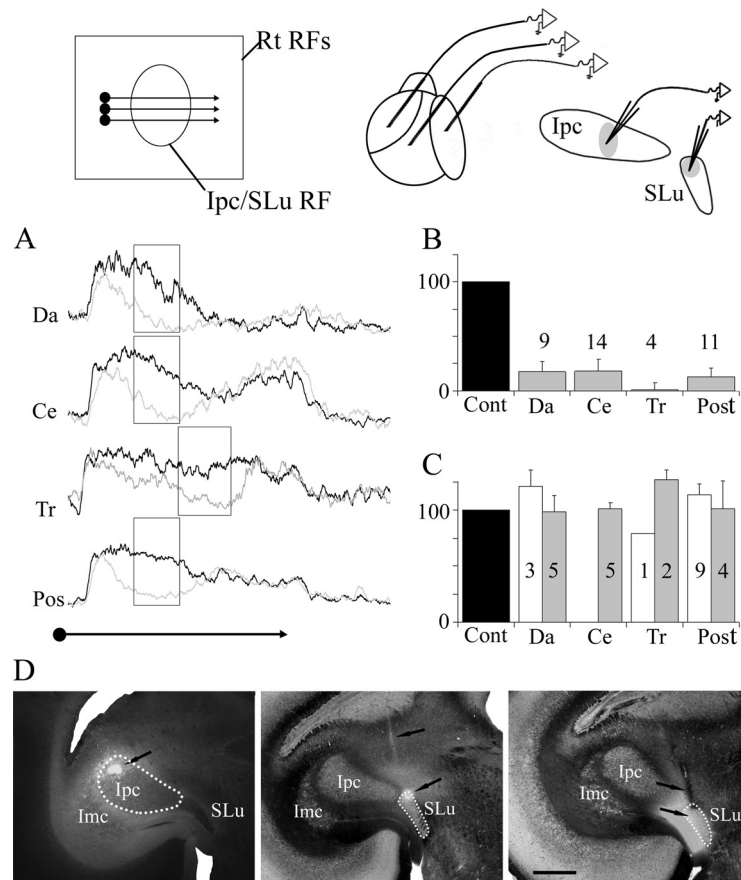 Rt RFs
Ipc/SLu RF
Ipc
SLu
A
Da
Ce
Tr
Pos
B
100
0
9
14
4
11
Cont
Da
Ce
Tr
Post
C
100
0
3
5
5
1
2
9
4
Cont
Da
Ce
Tr
Post
D
Ipc
Imc
SLu
Ipc
Imc
SLu
Ipc
Imc
SLu